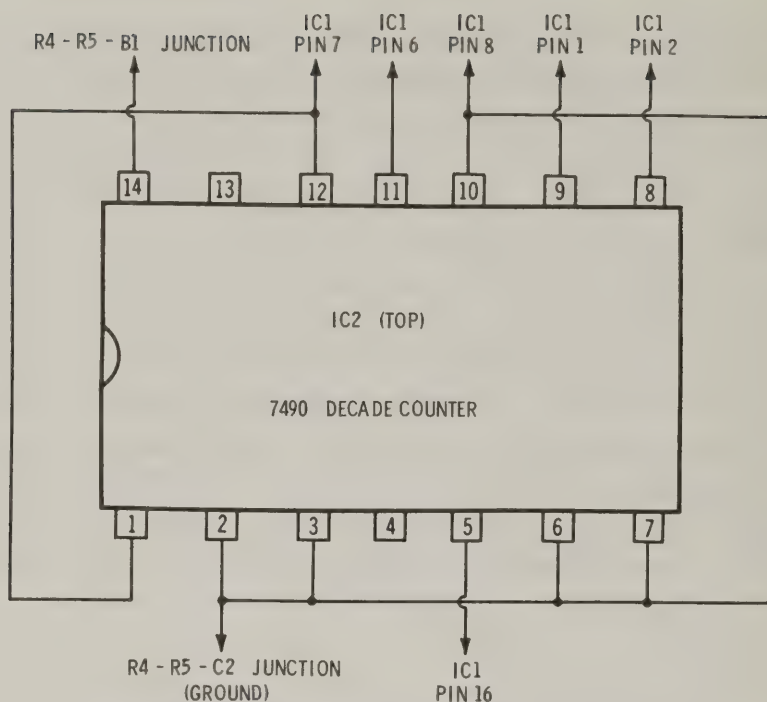 R4 - R5 - B1 JUNCTION
IC1
PIN 7
IC1
PIN 6
IC1
PIN 8
IC1
PIN 1
IC1
PIN 2
14
13
12
11
10
9
8
IC2 (TOP)
7490 DECADE COUNTER
1
2
3
4
5
6
7
R4 - R5 - C2 JUNCTION
(GROUND)
IC1
PIN 16